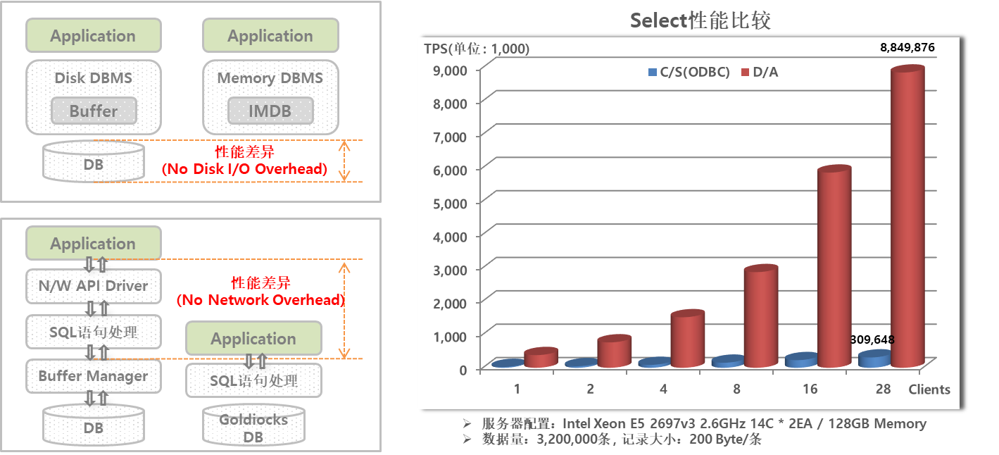 Application
Application
Disk DBMS
Memory DBMS
Buffer
IMDB
DB
性能差异
(No Disk I/O Overhead)
Application
N/W API Driver
SQL语句处理
Buffer Manager
DB
性能差异
(No Network Overhead)
Application
SQL语句处理
Goldiocks
DB
Select性能比较
TPS(单位: 1,000)
8,849,876
C/S(ODBC)
D/A
9,000
8,000
7,000
6,000
5,000
4,000
3,000
2,000
1,000
0
309,648
1 2 4 8 16 28 Clients
➢ 服务器配置：Intel Xeon E5 2697v3 2.6GHz 14C * 2EA / 128GB Memory
➢ 数据量：3,200,000条, 记录大小：200 Byte/条